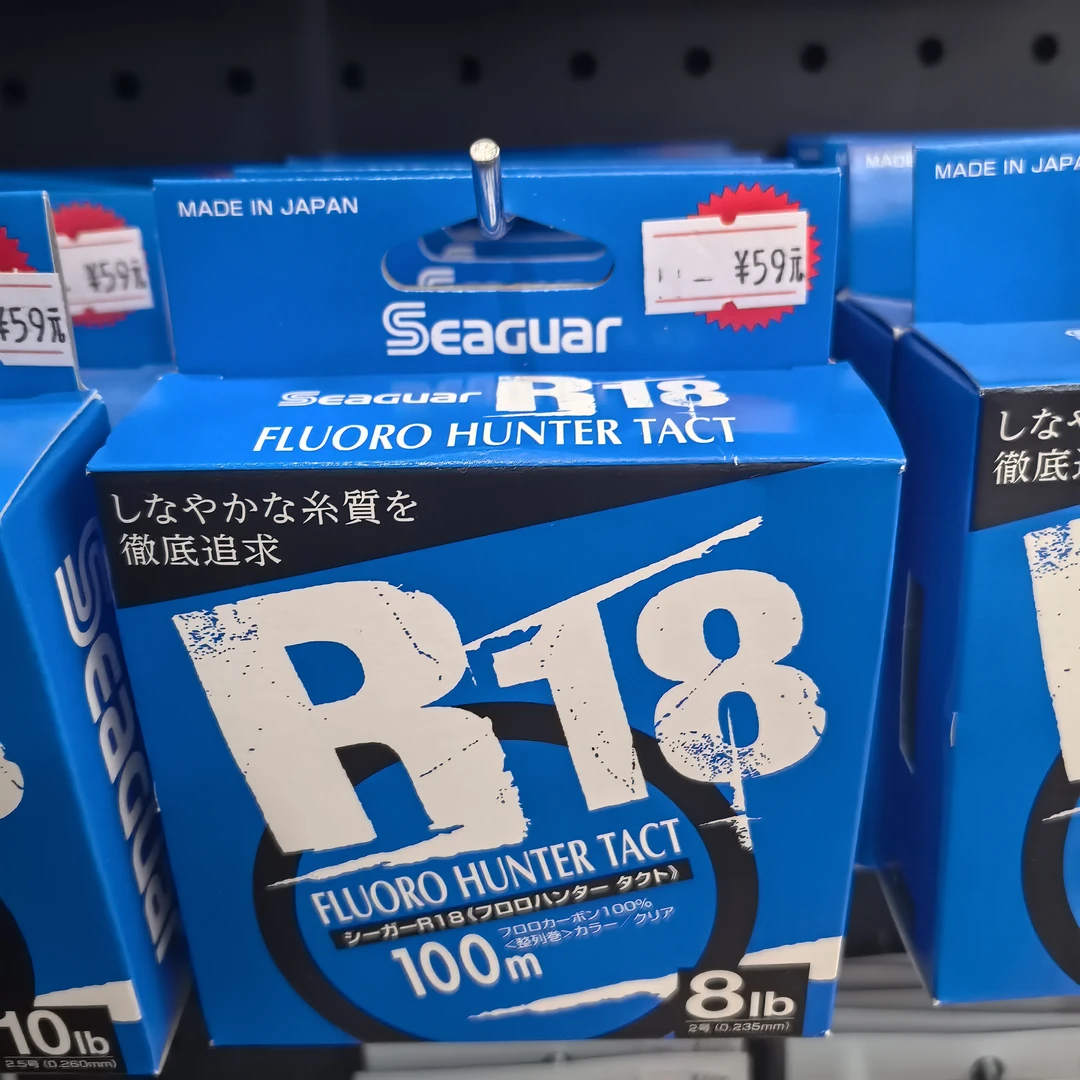 MADE IN JAPAN
¥59元
Seaguar
Seaguar R18
FLUORO HUNTER TACT
しなやかな糸質を
徹底追求
R18
FLUORO HUNTER TACT
シーガーR18《フロロハンター タクト》
フロロカーボン100%
<整列巻>カラー/クリア
100m
8lb
2号 (0.235mm)
¥59元
¥59元
Seaguar
10lb
2.5号 (0.260mm)
MADE IN JAPA
しなや
徹底